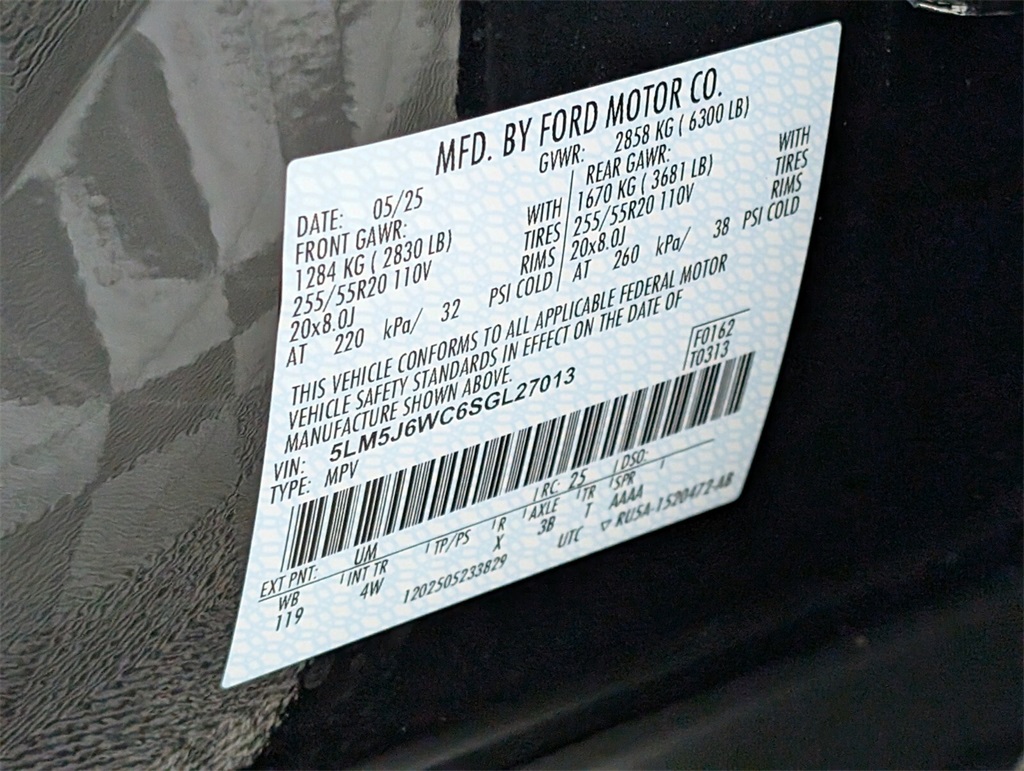 MFD. BY FORD MOTOR CO.
DATE: 05/25 GVWR: 2858 KG ( 6300 LB)
FRONT GAWR: REAR GAWR:
1284 KG ( 2830 LB) WITH 1670 KG ( 3681 LB) WITH
255/55R20 110V TIRES 255/55R20 110V TIRES
20x8.0J RIMS 20x8.0J RIMS
AT 220 kPa/ 32 PSI COLD AT 260 kPa/ 38 PSI COLD
THIS VEHICLE CONFORMS TO ALL APPLICABLE FEDERAL MOTOR
VEHICLE SAFETY STANDARDS IN EFFECT ON THE DATE OF
MANUFACTURE SHOWN ABOVE.
VIN: 5LM5J6WC6SGL27013 F0162
TYPE: MPV T0313
EXT PNT: UM RC: 25 DSO:
WB INT TR TP/PS R AXLE TR SPR
119 4W X 3B T AAAA
1202505233829 UTC ▽ RU5A-1520472-AB